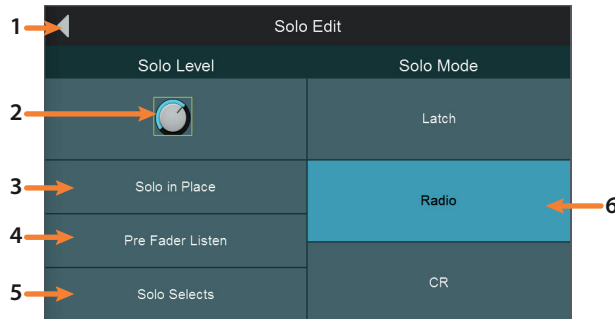 1
Solo Edit
Solo Level
Solo Mode
2
Latch
3
Solo in Place
Radio
6
4
Pre Fader Listen
5
Solo Selects
CR